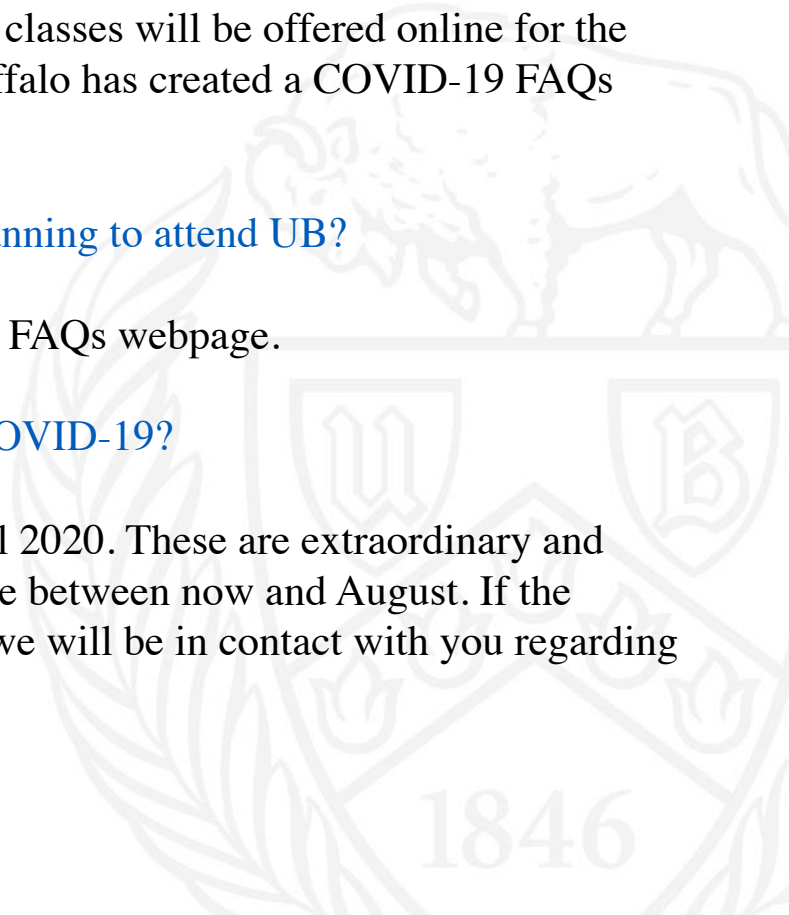 classes will be offered online for the
ffalo has created a COVID-19 FAQs
nning to attend UB?
FAQs webpage.
OVID-19?
l 2020. These are extraordinary and
e between now and August. If the
we will be in contact with you regarding
U B
1846